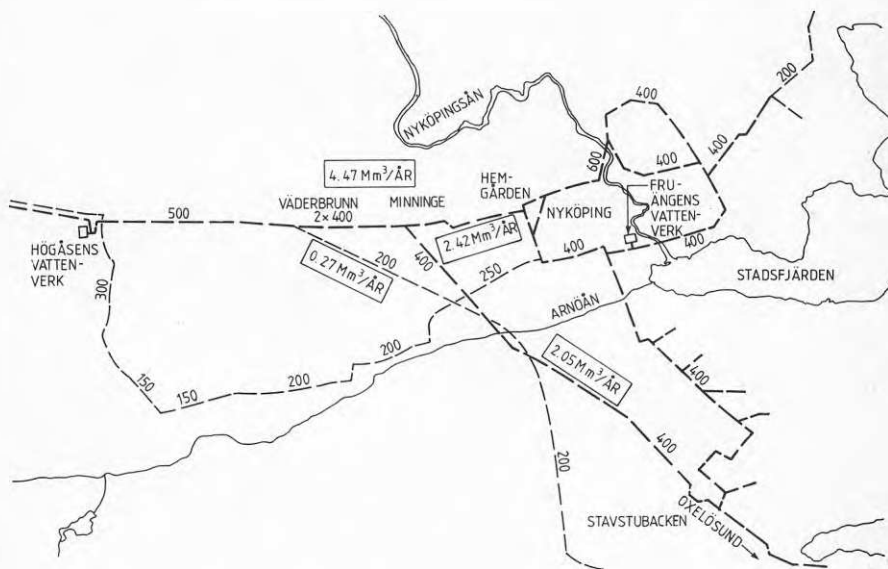 NYKÖPINGSÅN
200
400
400
400
600
4.47 Mm³/ÅR
HEM-
GÅRDEN
VÄDERBRUNN
2×400
MINNINGE
500
HÖGÅSENS
VATTEN-
VERK
NYKÖPING
FRU-
ÄNGENS
VATTEN-
VERK
2.42 Mm³/ÅR
0.27 Mm³/ÅR
200
400
250
400
400
STADSFJÄRDEN
ARNÖÅN
300
200
200
150
150
2.05 Mm³/ÅR
400
400
200
STAVSTUBACKEN
OXELÖSUND